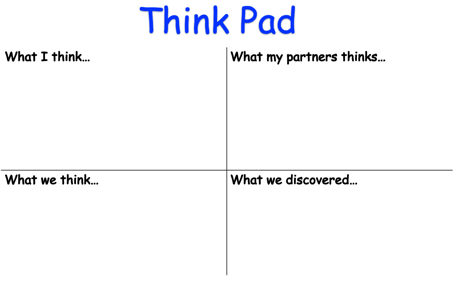 Think Pad
What I think...
What my partners thinks...
What we think...
What we discovered...